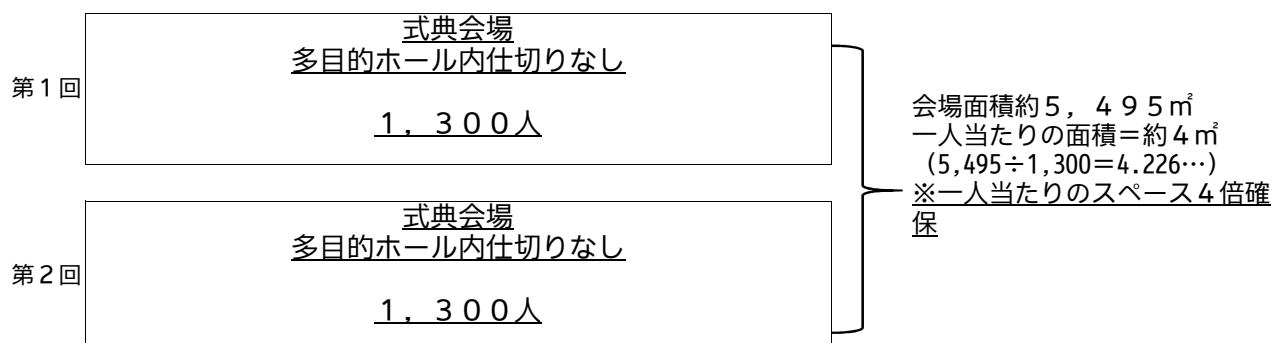 第１回
式典会場
多目的ホール内仕切りなし
１，３００人
会場面積約５，４９５㎡
一人当たりの面積＝約４㎡
（5,495÷1,300＝4.226…）
※一人当たりのスペース４倍確
保
第２回
式典会場
多目的ホール内仕切りなし
１，３００人